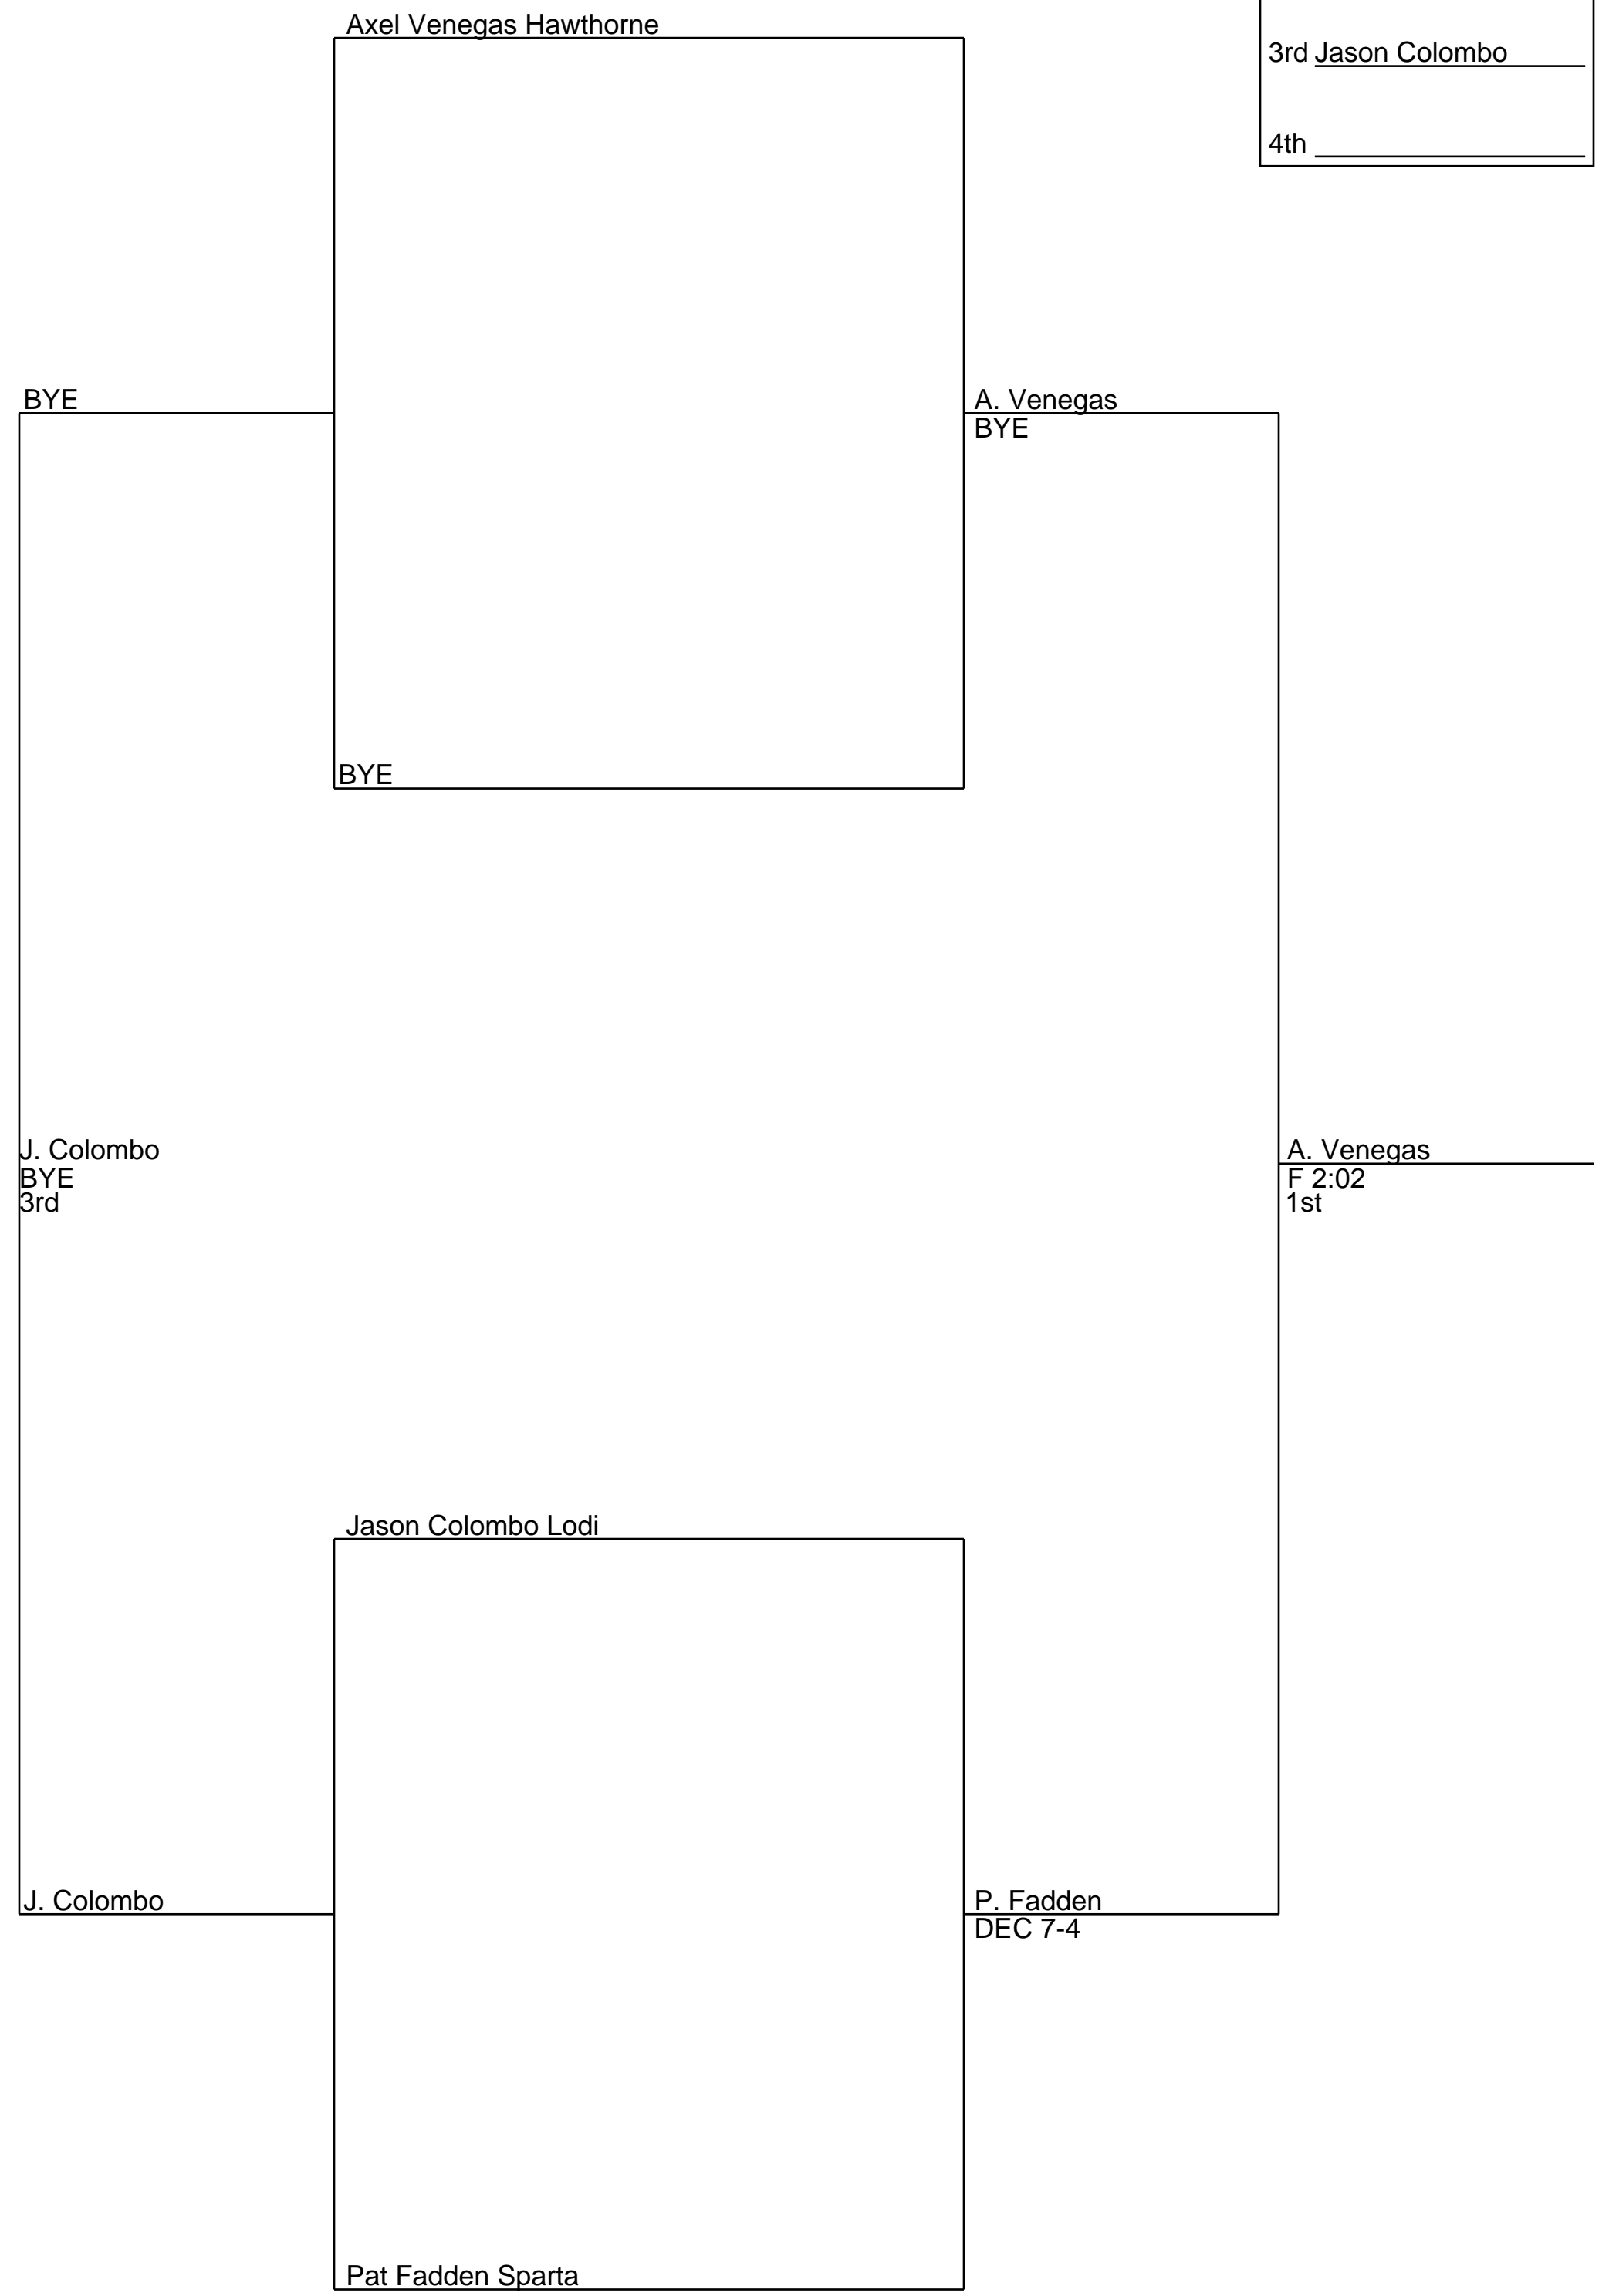 Axel Venegas Hawthorne
3rd Jason Colombo
4th
BYE
A. Venegas
BYE
BYE
J. Colombo
BYE
3rd
A. Venegas
F 2:02
1st
Jason Colombo Lodi
J. Colombo
P. Fadden
DEC 7-4
Pat Fadden Sparta